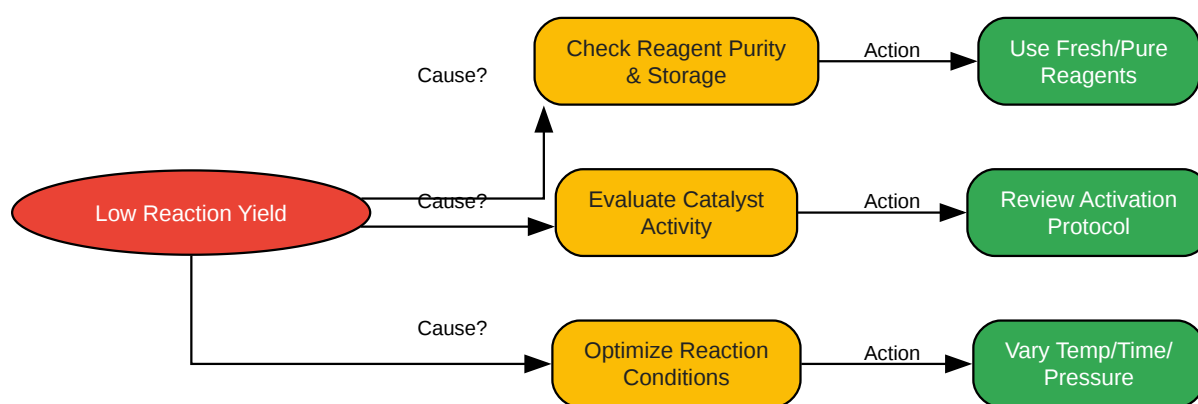 Check Reagent Purity
& Storage
Action
Use Fresh/Pure
Reagents
Cause?
Low Reaction Yield
Cause?
Evaluate Catalyst
Activity
Action
Review Activation
Protocol
Cause?
Optimize Reaction
Conditions
Action
Vary Temp/Time/
Pressure